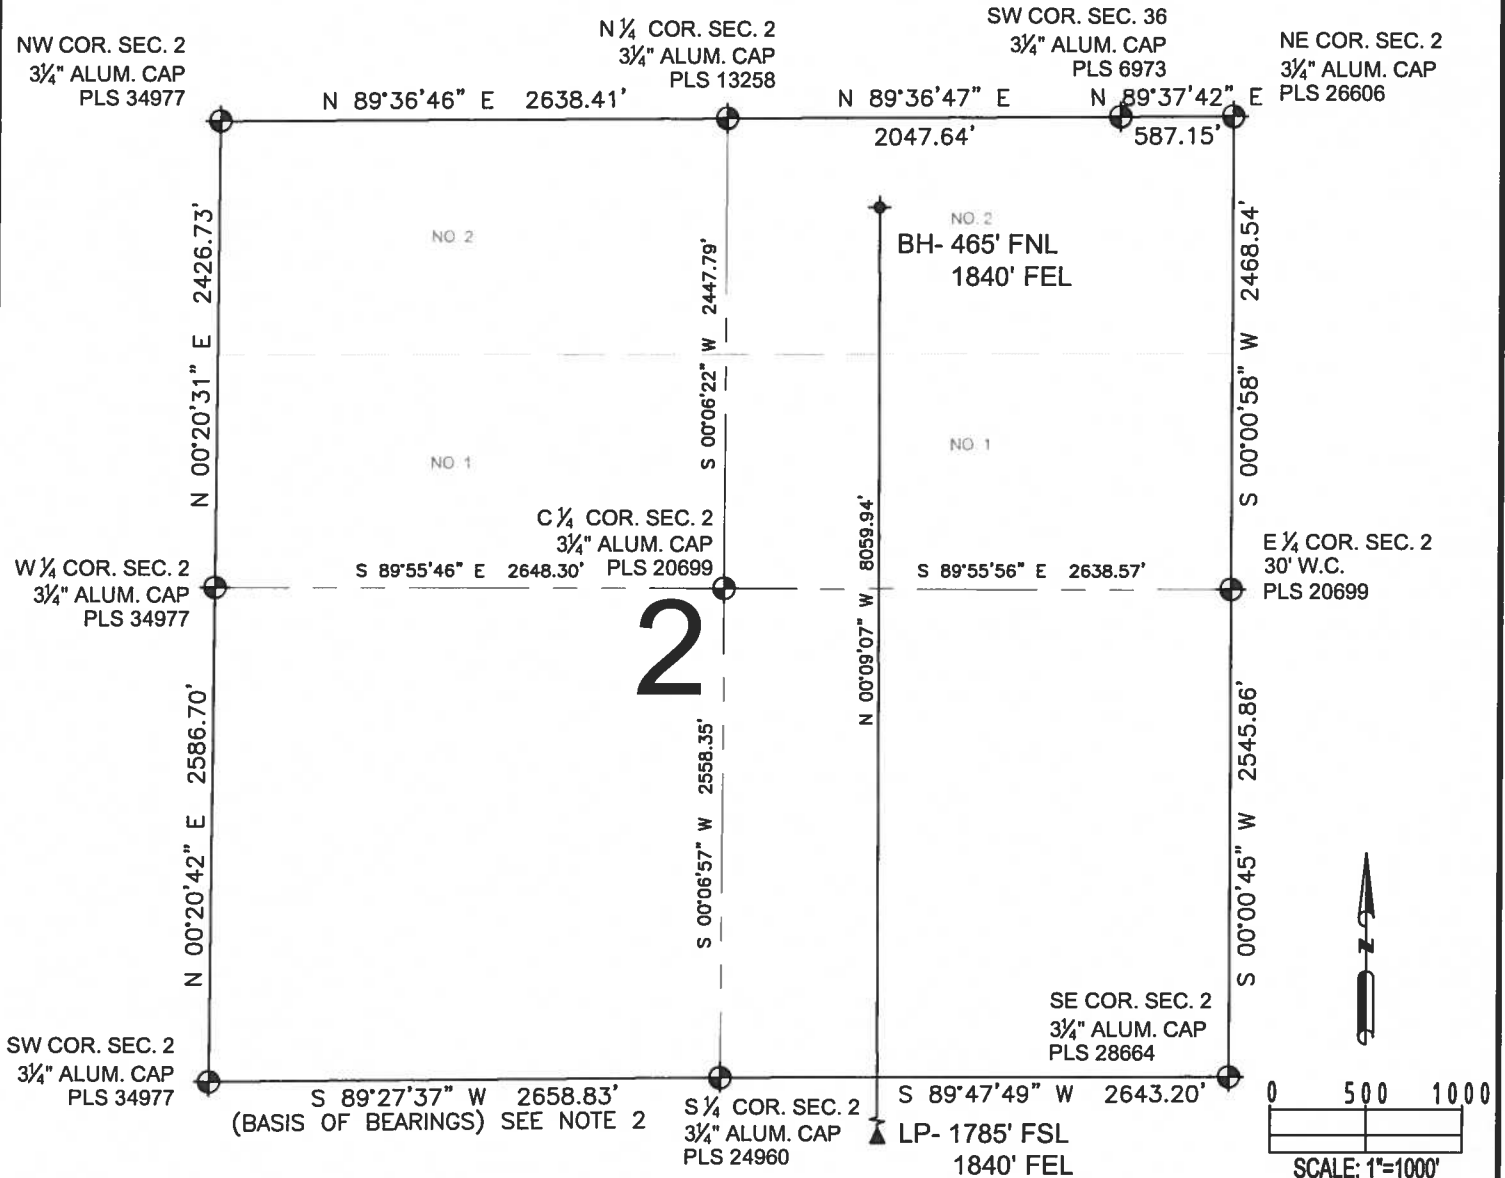 NW COR. SEC. 2
3¼" ALUM. CAP
PLS 34977
N ¼ COR. SEC. 2
3¼" ALUM. CAP
PLS 13258
SW COR. SEC. 36
3¼" ALUM. CAP
PLS 6973
NE COR. SEC. 2
3¼" ALUM. CAP
PLS 26606
N 89°36'46" E 2638.41'
N 89°36'47" E
2047.64'
N 89°37'42" E
587.15'
N 00°20'31" E 2426.73'
NO. 2
S 00°06'22" W 2447.79'
NO. 2
BH- 465' FNL
1840' FEL
S 00°00'58" W 2468.54'
NO. 1
NO. 1
C ¼ COR. SEC. 2
3¼" ALUM. CAP
PLS 20699
W ¼ COR. SEC. 2
3¼" ALUM. CAP
PLS 34977
S 89°55'46" E 2648.30'
N 00°09'07" W 8059.94'
S 89°55'56" E 2638.57'
E ¼ COR. SEC. 2
30' W.C.
PLS 20699
2
N 00°20'42" E 2586.70'
S 00°06'57" W 2558.35'
S 00°00'45" W 2545.86'
N
SE COR. SEC. 2
3¼" ALUM. CAP
PLS 28664
SW COR. SEC. 2
3¼" ALUM. CAP
PLS 34977
S 89°27'37" W 2658.83'
(BASIS OF BEARINGS) SEE NOTE 2
S ¼ COR. SEC. 2
3¼" ALUM. CAP
PLS 24960
S 89°47'49" W 2643.20'
LP- 1785' FSL
1840' FEL
0 500 1000
SCALE: 1"=1000'